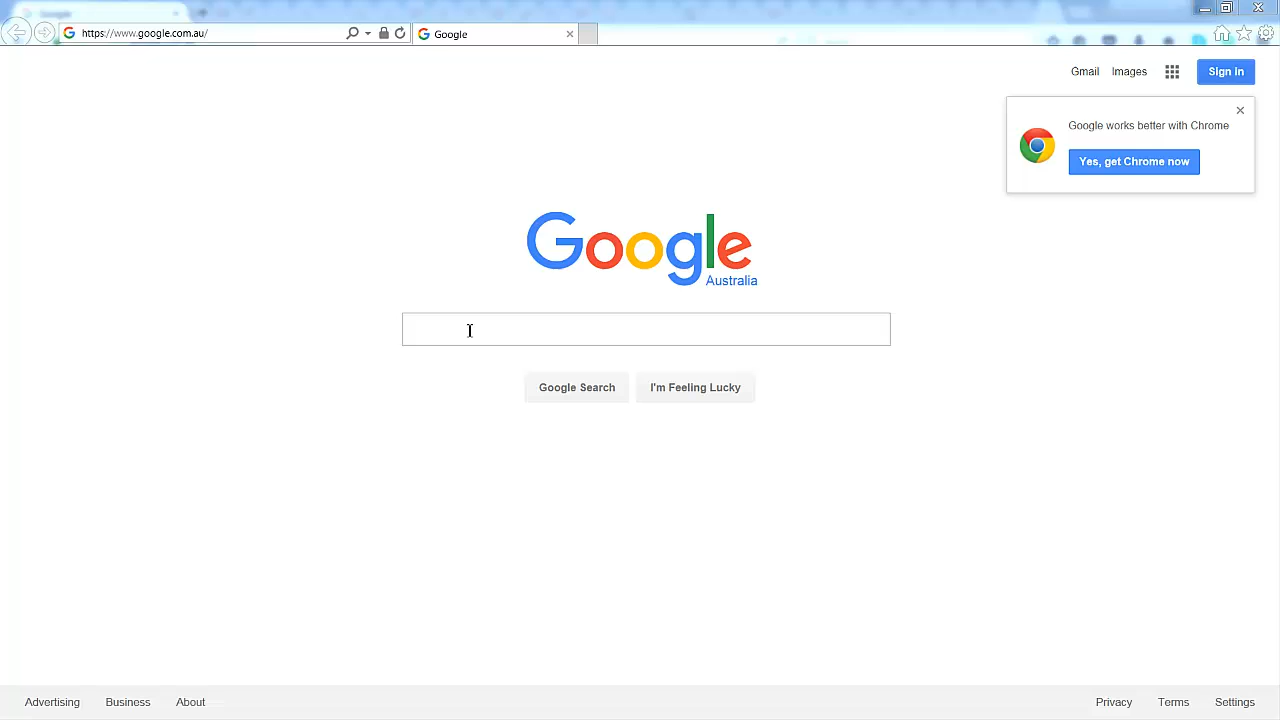 https://www.google.com.au/
Google
Gmail Images Sign in
Google works better with Chrome
Yes, get Chrome now
Google
Australia
Google Search I'm Feeling Lucky
Advertising Business About Privacy Terms Settings